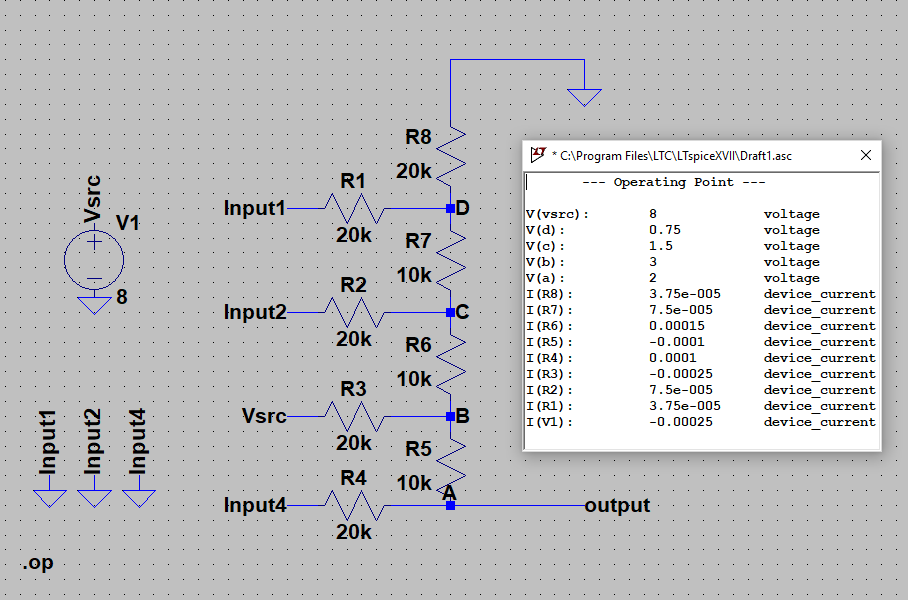 R8
20k
Vsrc
V1
8
R1
Input1
D
20k
R7
10k
R2
Input2
C
20k
R6
10k
R3
Vsrc
B
20k
R5
10k
A
R4
Input4
output
20k
Input1
Input2
Input4
.op
* C:\Program Files\LTC\LTspiceXVII\Draft1.asc
--- Operating Point ---
V(vsrc): 8 voltage
V(d): 0.75 voltage
V(c): 1.5 voltage
V(b): 3 voltage
V(a): 2 voltage
I(R8): 3.75e-005 device_current
I(R7): 7.5e-005 device_current
I(R6): 0.00015 device_current
I(R5): -0.0001 device_current
I(R4): 0.0001 device_current
I(R3): -0.00025 device_current
I(R2): 7.5e-005 device_current
I(R1): 3.75e-005 device_current
I(V1): -0.00025 device_current